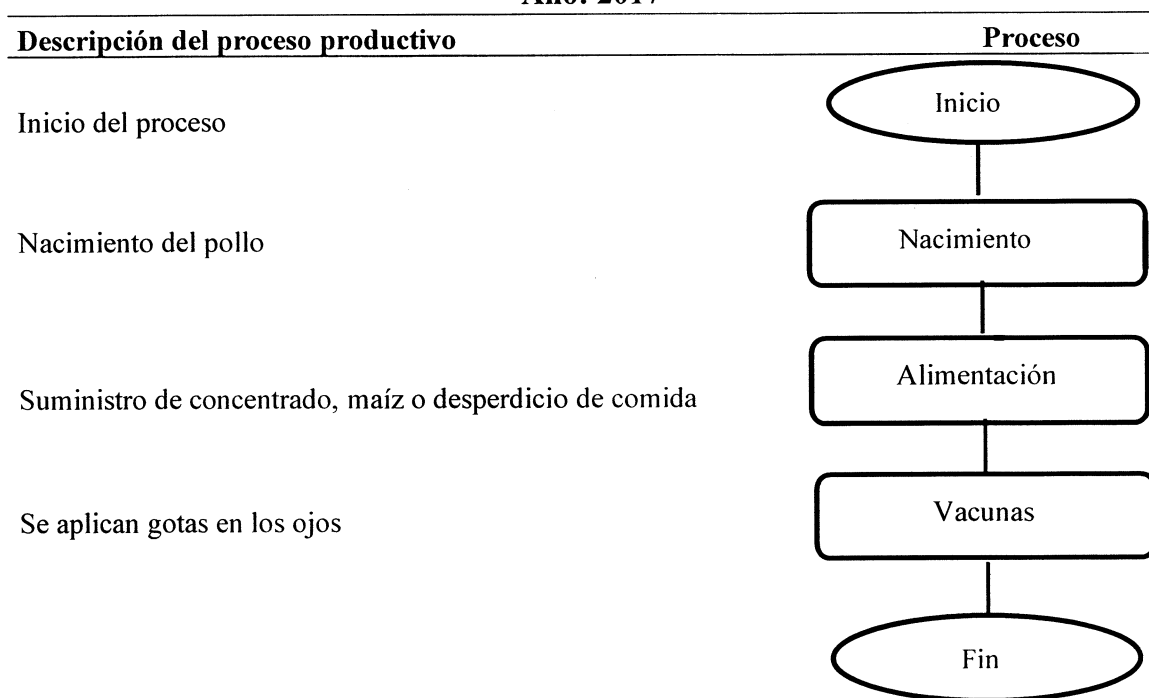 Descripción del proceso productivo Proceso
Inicio del proceso Inicio
Nacimiento del pollo Nacimiento
Suministro de concentrado, maíz o desperdicio de comida Alimentación
Se aplican gotas en los ojos Vacunas
Fin